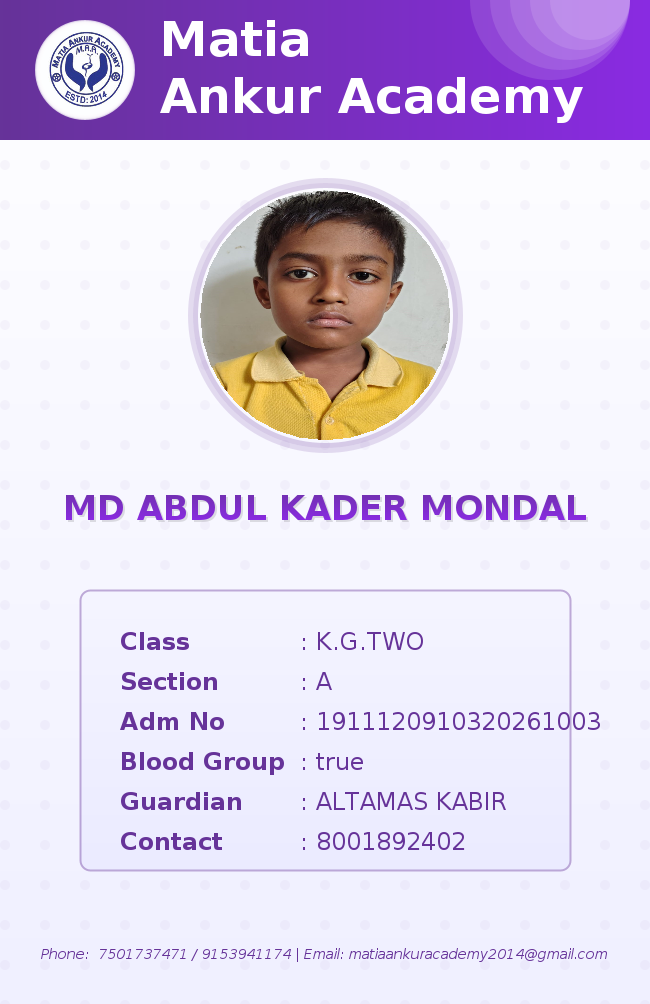 MATIA ANKUR ACADEMY
M.A.A.
ESTD: 2014
Matia
Ankur Academy
MD ABDUL KADER MONDAL
Class : K.G.TWO
Section : A
Adm No : 1911120910320261003
Blood Group : true
Guardian : ALTAMAS KABIR
Contact : 8001892402
Phone: 7501737471 / 9153941174 | Email: matiaankuracademy2014@gmail.com